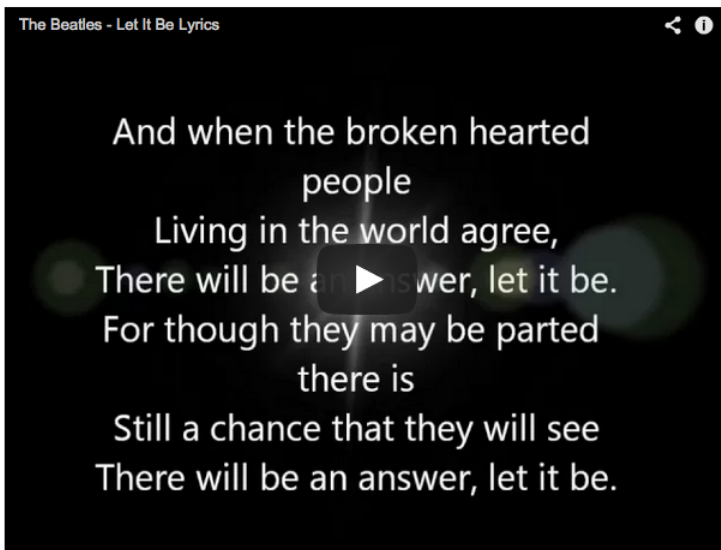 The Beatles - Let It Be Lyrics
And when the broken hearted
people
Living in the world agree,
There will be an answer, let it be.
For though they may be parted
there is
Still a chance that they will see
There will be an answer, let it be.